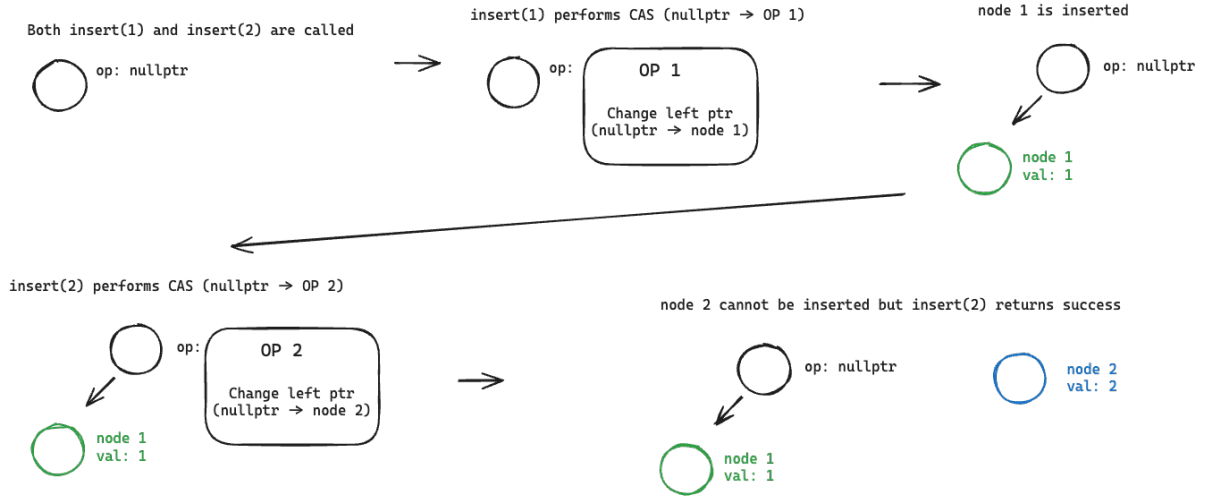 Both insert(1) and insert(2) are called
op: nullptr
insert(1) performs CAS (nullptr → OP 1)
op:
OP 1
Change left ptr
(nullptr → node 1)
node 1 is inserted
op: nullptr
node 1
val: 1
insert(2) performs CAS (nullptr → OP 2)
op:
OP 2
Change left ptr
(nullptr → node 2)
node 1
val: 1
node 2 cannot be inserted but insert(2) returns success
op: nullptr
node 2
val: 2
node 1
val: 1